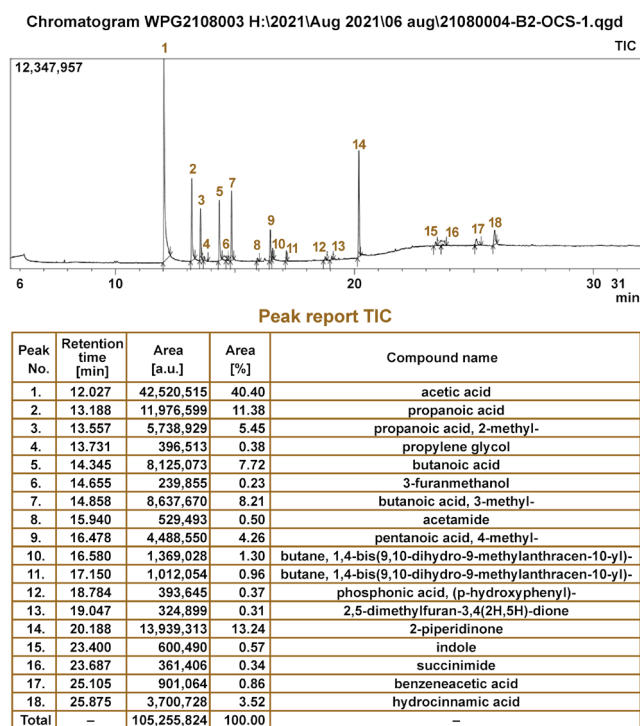 Chromatogram WPG2108003 H:\2021\Aug 2021\06 aug\21080004-B2-OCS-1.qgd
TIC
12,347,957
1
2
3
4
5
6
7
8
9
10
11
12
13
14
15
16
17
18
6 10 20 30 31
min
Peak report TIC
Peak No. Retention time [min] Area [a.u.] Area [%] Compound name
1. 12.027 42,520,515 40.40 acetic acid
2. 13.188 11,976,599 11.38 propanoic acid
3. 13.557 5,738,929 5.45 propanoic acid, 2-methyl-
4. 13.731 396,513 0.38 propylene glycol
5. 14.345 8,125,073 7.72 butanoic acid
6. 14.655 239,855 0.23 3-furanmethanol
7. 14.858 8,637,670 8.21 butanoic acid, 3-methyl-
8. 15.940 529,493 0.50 acetamide
9. 16.478 4,488,550 4.26 pentanoic acid, 4-methyl-
10. 16.580 1,369,028 1.30 butane, 1,4-bis(9,10-dihydro-9-methylanthracen-10-yl)-
11. 17.150 1,012,054 0.96 butane, 1,4-bis(9,10-dihydro-9-methylanthracen-10-yl)-
12. 18.784 393,645 0.37 phosphonic acid, (p-hydroxyphenyl)-
13. 19.047 324,899 0.31 2,5-dimethylfuran-3,4(2H,5H)-dione
14. 20.188 13,939,313 13.24 2-piperidinone
15. 23.400 600,490 0.57 indole
16. 23.687 361,406 0.34 succinimide
17. 25.105 901,064 0.86 benzeneacetic acid
18. 25.875 3,700,728 3.52 hydrocinnamic acid
Total – 105,255,824 100.00 –